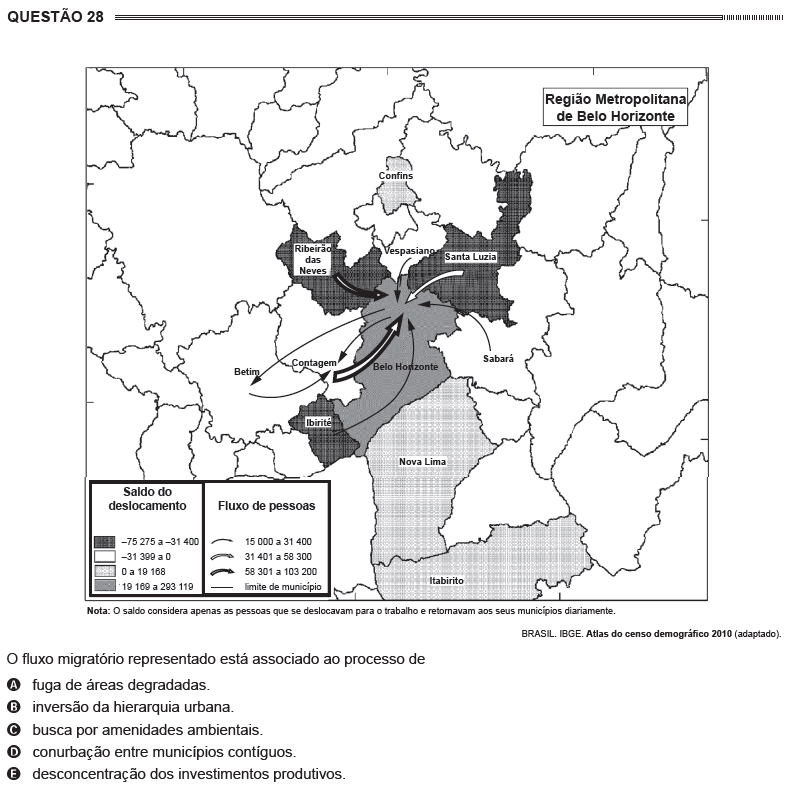 QUESTÃO 28
Região Metropolitana
de Belo Horizonte
Confins
Vespasiano
Ribeirão
das
Neves
Santa Luzia
Sabará
Contagem
Betim
Belo Horizonte
Ibirité
Nova Lima
Itabirito
Saldo do
deslocamento
–75 275 a –31 400
–31 399 a 0
0 a 19 168
19 169 a 293 119
Fluxo de pessoas
15 000 a 31 400
31 401 a 58 300
58 301 a 103 200
limite de município
Nota: O saldo considera apenas as pessoas que se deslocavam para o trabalho e retornavam aos seus municípios diariamente.
BRASIL. IBGE. Atlas do censo demográfico 2010 (adaptado).
O fluxo migratório representado está associado ao processo de
A fuga de áreas degradadas.
B inversão da hierarquia urbana.
C busca por amenidades ambientais.
D conurbação entre municípios contíguos.
E desconcentração dos investimentos produtivos.